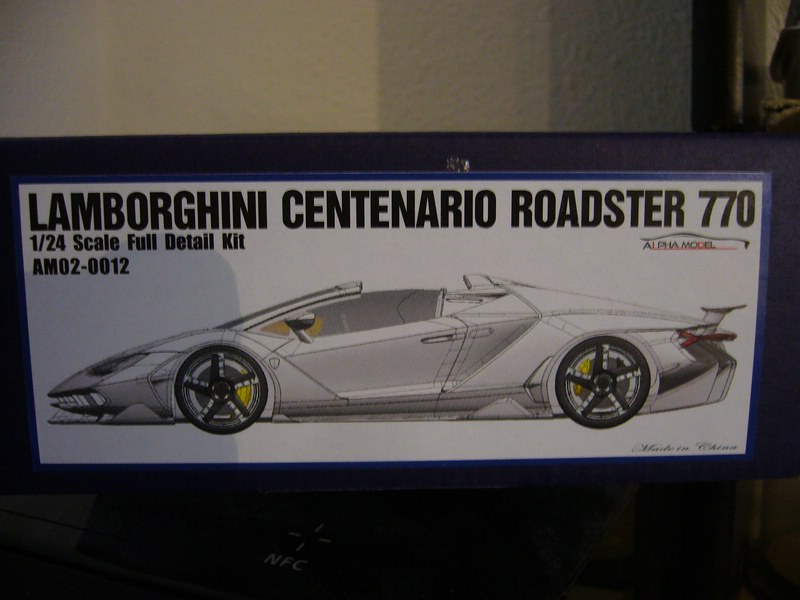 LAMBORGHINI CENTENARIO ROADSTER 770
1/24 Scale Full Detail Kit
AM02-0012
ALPHA MODEL
Made in China
NFC